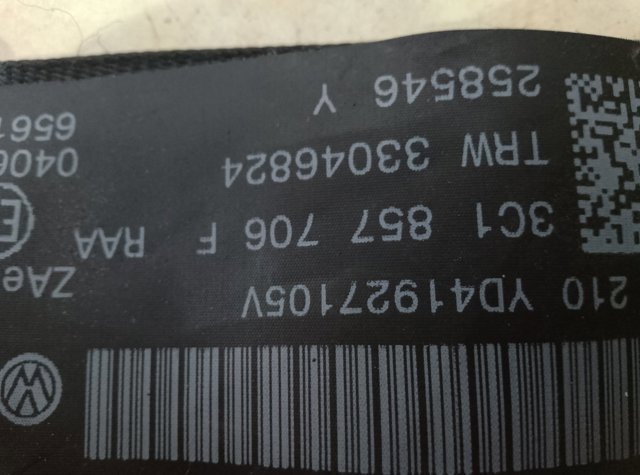 210 YD41927105V
3C1 857 706 F RAA
TRW 33046824
258546 Y
E